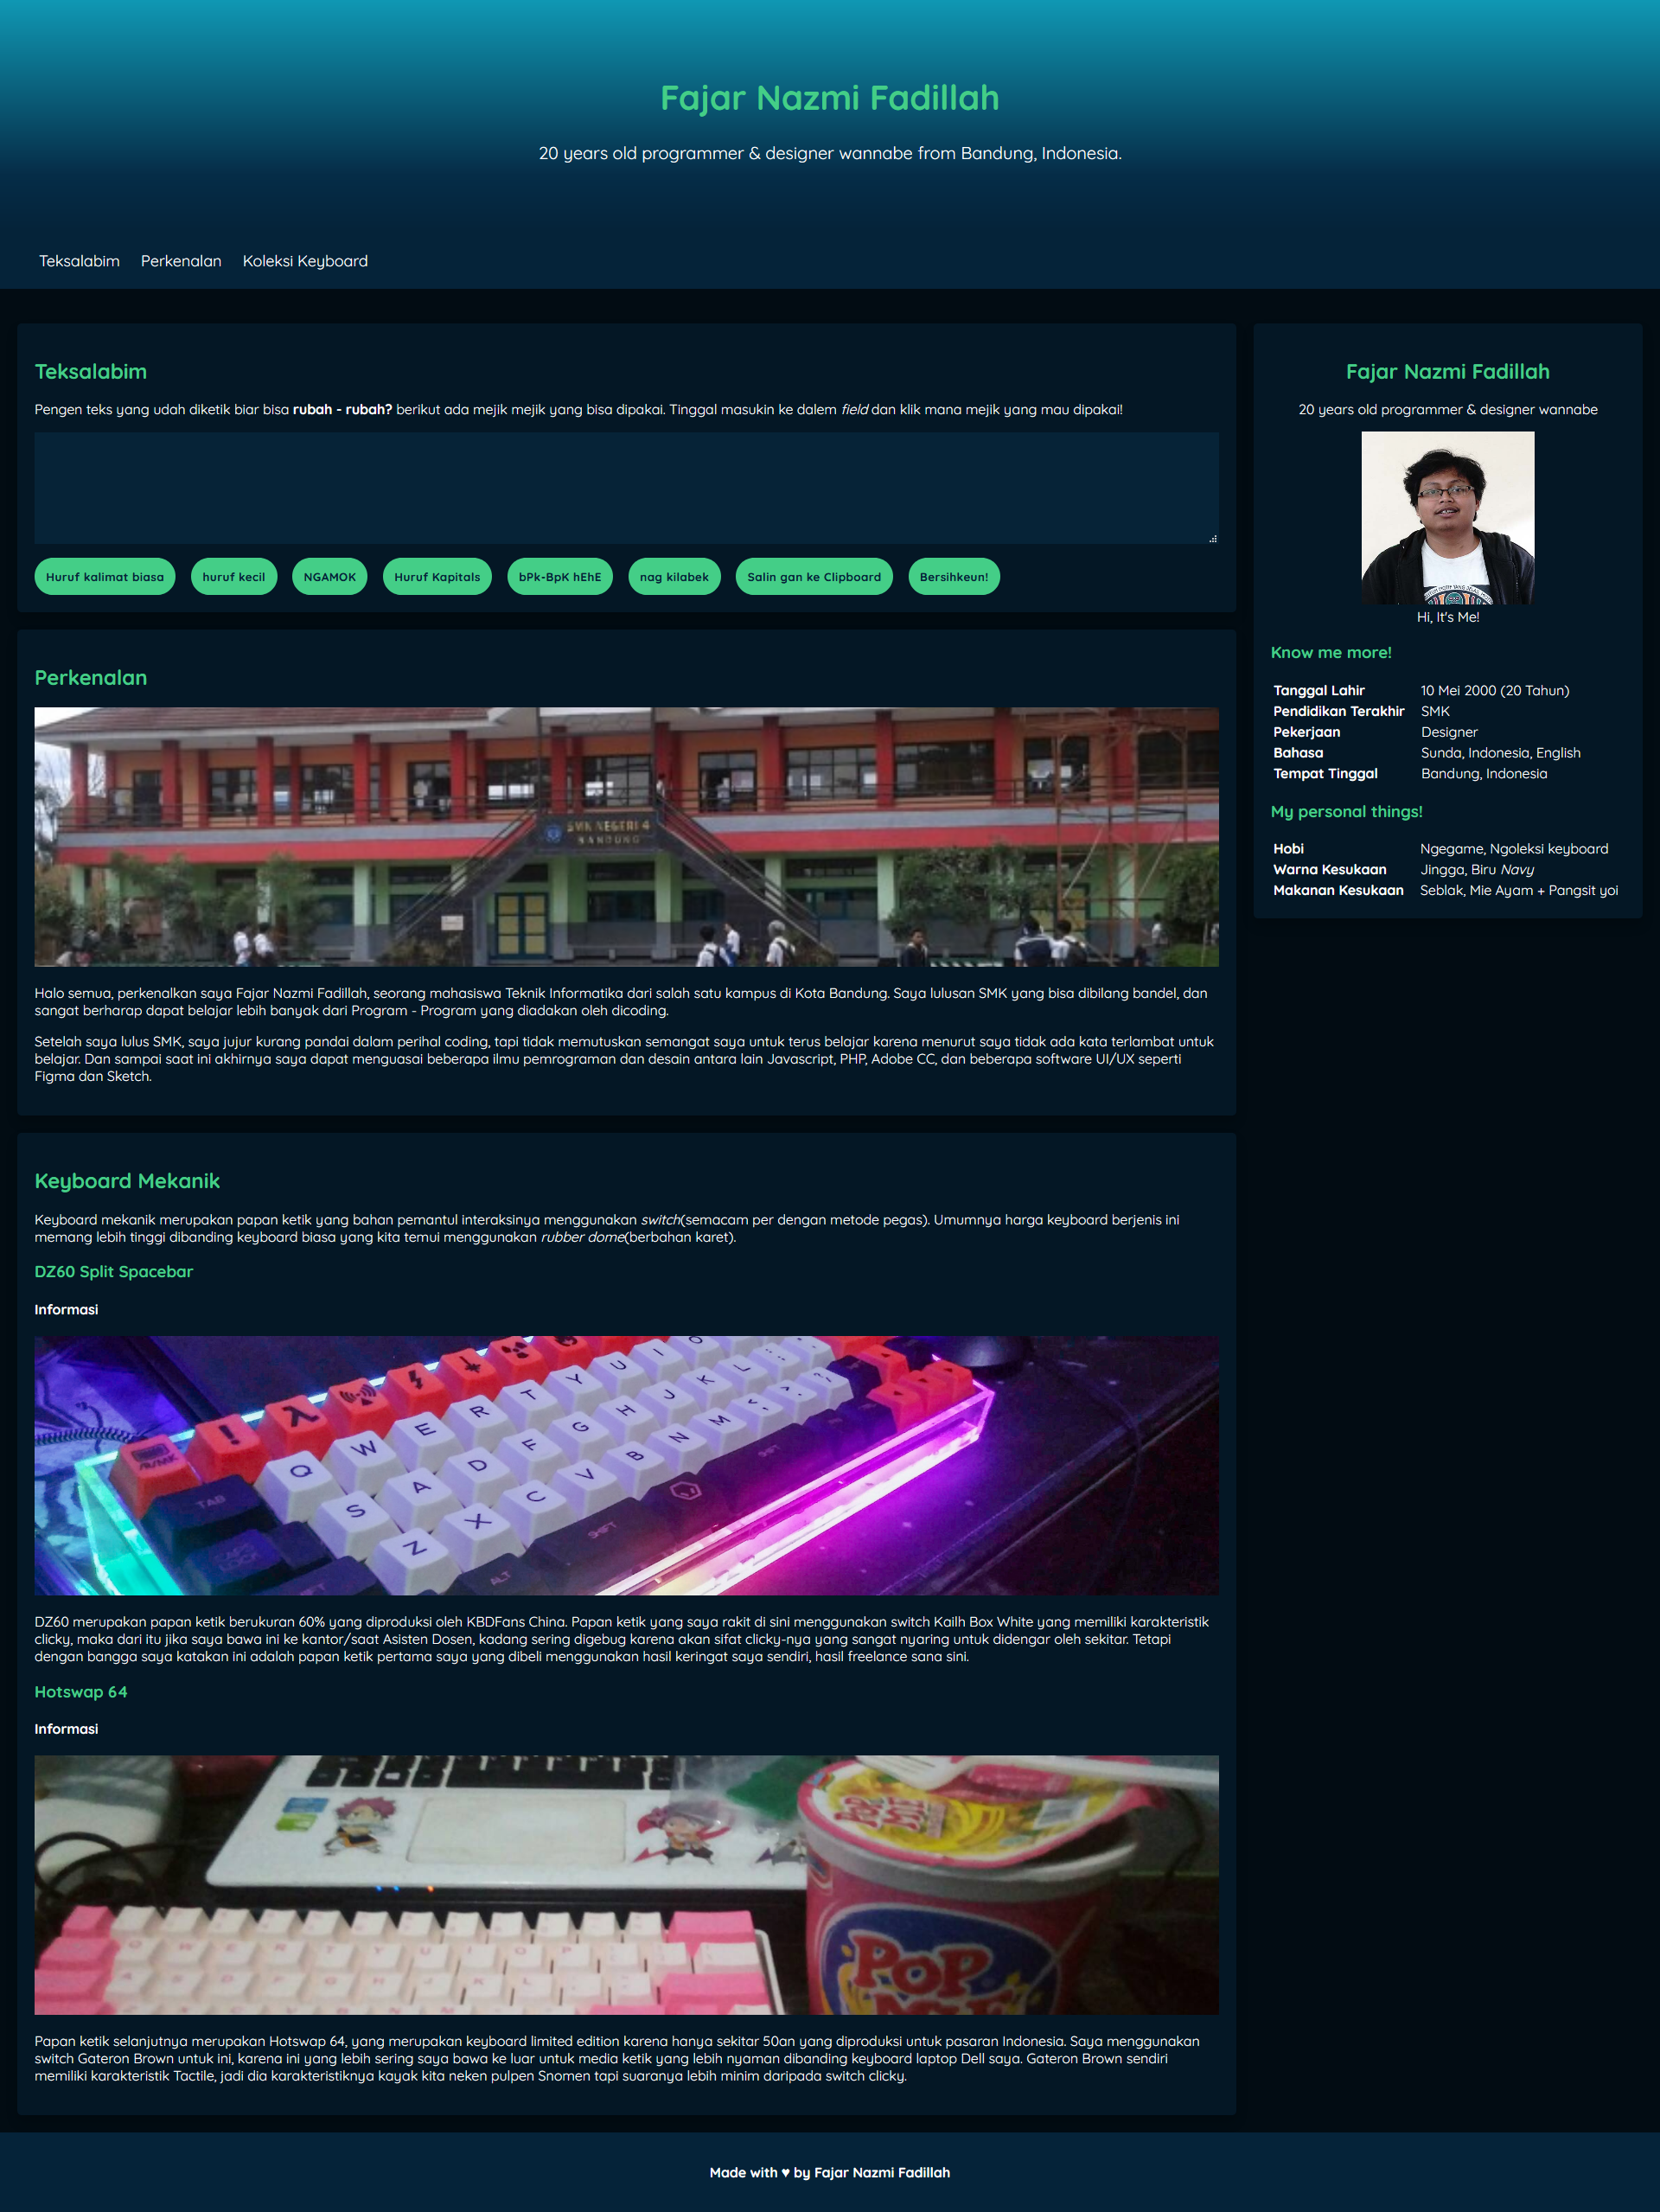 Fajar Nazmi Fadillah
20 years old programmer & designer wannabe from Bandung, Indonesia.
Teksalabim Perkenalan Koleksi Keyboard
Teksalabim
Pengen teks yang udah diketik biar bisa rubah - rubah? berikut ada mejik mejik yang bisa dipakai. Tinggal masukin ke dalem field dan klik mana mejik yang mau dipakai!
Huruf kalimat biasa huruf kecil NGAMOK Huruf Kapitals bPk-BpK hEhE nag kilabek Salin gan ke Clipboard Bersihkeun!
Perkenalan
SMK NEGERI 4
BANDUNG
Halo semua, perkenalkan saya Fajar Nazmi Fadillah, seorang mahasiswa Teknik Informatika dari salah satu kampus di Kota Bandung. Saya lulusan SMK yang bisa dibilang bandel, dan
sangat berharap dapat belajar lebih banyak dari Program - Program yang diadakan oleh dicoding.
Setelah saya lulus SMK, saya jujur kurang pandai dalam perihal coding, tapi tidak memutuskan semangat saya untuk terus belajar karena menurut saya tidak ada kata terlambat untuk
belajar. Dan sampai saat ini akhirnya saya dapat menguasai beberapa ilmu pemrograman dan desain antara lain Javascript, PHP, Adobe CC, dan beberapa software UI/UX seperti
Figma dan Sketch.
Keyboard Mekanik
Keyboard mekanik merupakan papan ketik yang bahan pemantul interaksinya menggunakan switch(semacam per dengan metode pegas). Umumnya harga keyboard berjenis ini
memang lebih tinggi dibanding keyboard biasa yang kita temui menggunakan rubber dome(berbahan karet).
DZ60 Split Spacebar
Informasi
Q W E R T Y U I O
TAB
S A D F G H J K L
Z X C V B N M
SHIFT
SHIFT
ALT
DZ60 merupakan papan ketik berukuran 60% yang diproduksi oleh KBDFans China. Papan ketik yang saya rakit di sini menggunakan switch Kailh Box White yang memiliki karakteristik
clicky, maka dari itu jika saya bawa ini ke kantor/saat Asisten Dosen, kadang sering digebug karena akan sifat clicky-nya yang sangat nyaring untuk didengar oleh sekitar. Tetapi
dengan bangga saya katakan ini adalah papan ketik pertama saya yang dibeli menggunakan hasil keringat saya sendiri, hasil freelance sana sini.
Hotswap 64
Informasi
POP MIE
Q W E R T Y U I O P
A S D F G H J K L
POP
Papan ketik selanjutnya merupakan Hotswap 64, yang merupakan keyboard limited edition karena hanya sekitar 50an yang diproduksi untuk pasaran Indonesia. Saya menggunakan
switch Gateron Brown untuk ini, karena ini yang lebih sering saya bawa ke luar untuk media ketik yang lebih nyaman dibanding keyboard laptop Dell saya. Gateron Brown sendiri
memiliki karakteristik Tactile, jadi dia karakteristiknya kayak kita neken pulpen Snomen tapi suaranya lebih minim daripada switch clicky.
Fajar Nazmi Fadillah
20 years old programmer & designer wannabe
Hi, It's Me!
Know me more!
Tanggal Lahir 10 Mei 2000 (20 Tahun)
Pendidikan Terakhir SMK
Pekerjaan Designer
Bahasa Sunda, Indonesia, English
Tempat Tinggal Bandung, Indonesia
My personal things!
Hobi Ngegame, Ngoleksi keyboard
Warna Kesukaan Jingga, Biru Navy
Makanan Kesukaan Seblak, Mie Ayam + Pangsit yoi
Made with ♥ by Fajar Nazmi Fadillah